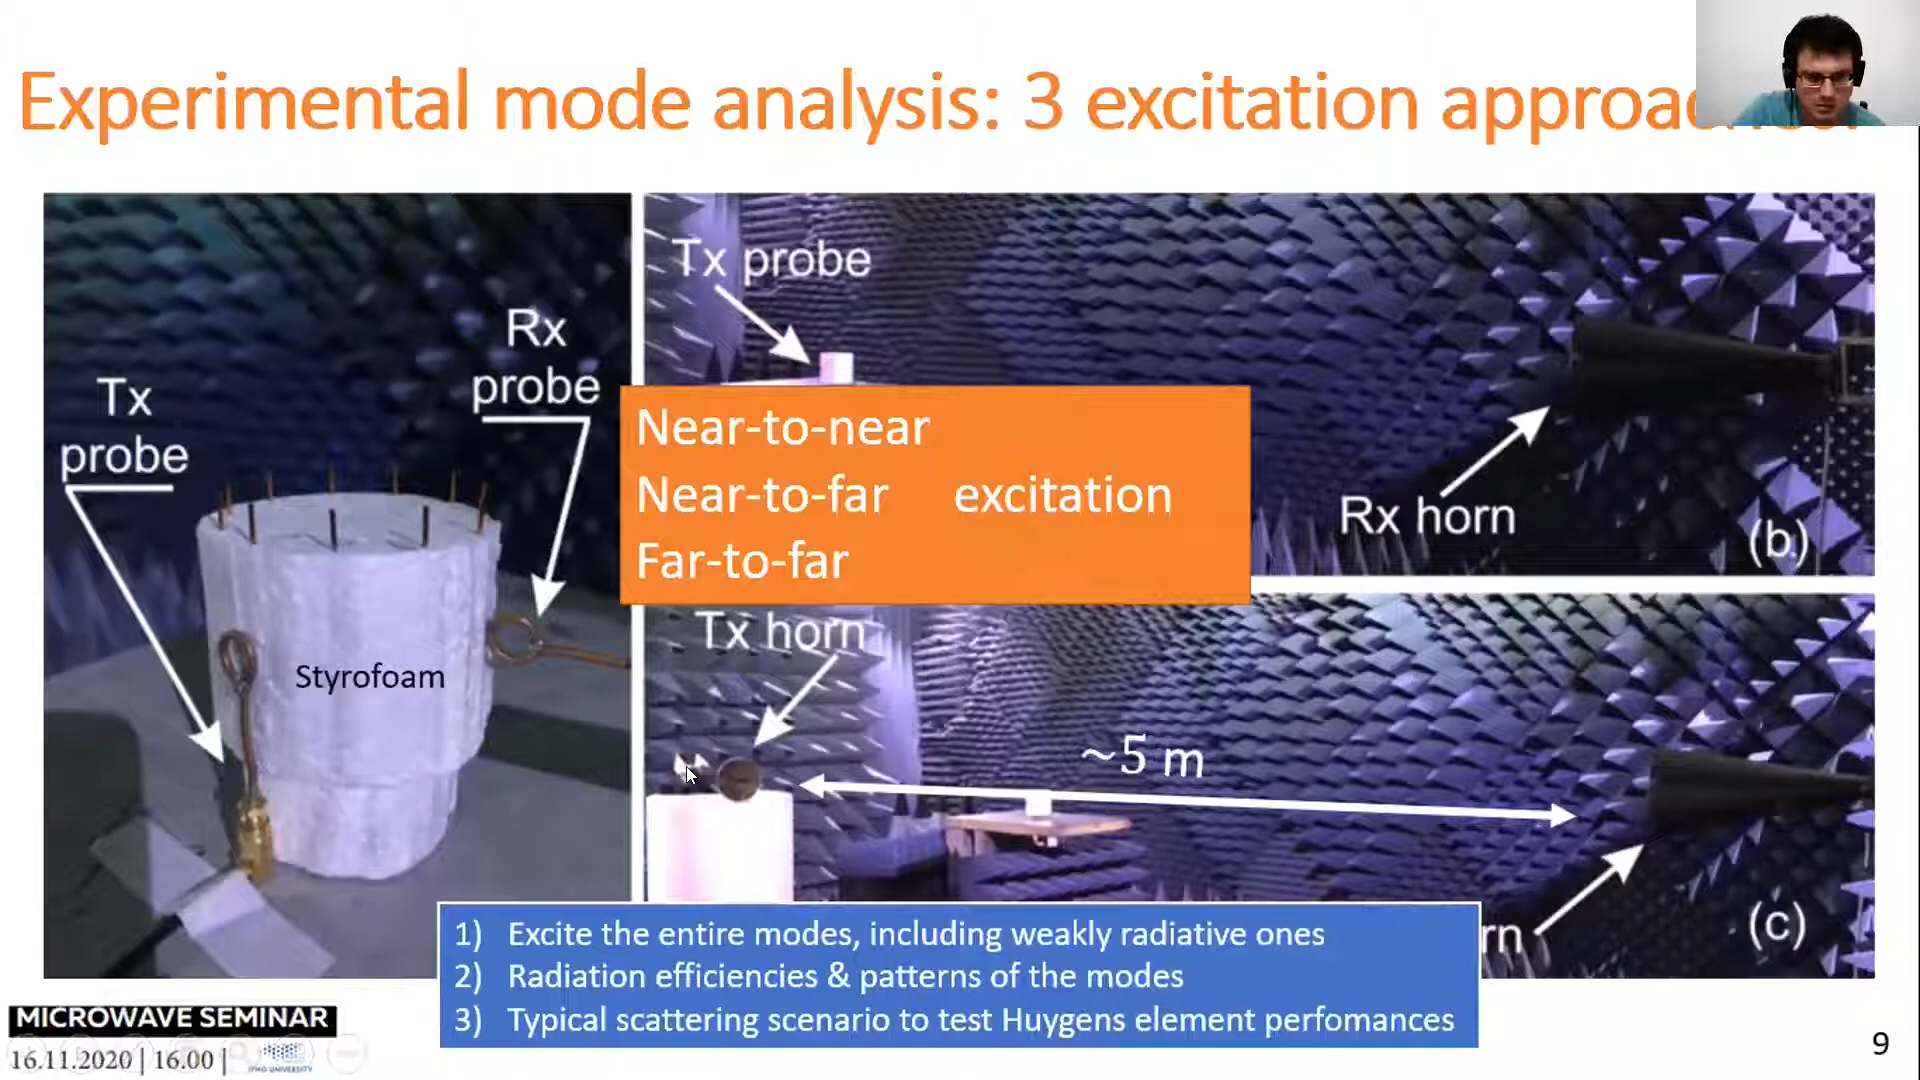 Experimental mode analysis: 3 excitation
Tx
probe
Rx
probe
Styrofoam
Tx probe
Rx horn
(b)
Near-to-near
Near-to-far excitation
Far-to-far
Tx horn
~5 m
(c)
1) Excite the entire modes, including weakly radiative ones
2) Radiation efficiencies & patterns of the modes
3) Typical scattering scenario to test Huygens element perfomances
MICROWAVE SEMINAR
16.11.2020 | 16.00 |
ITMO UNIVERSITY
9